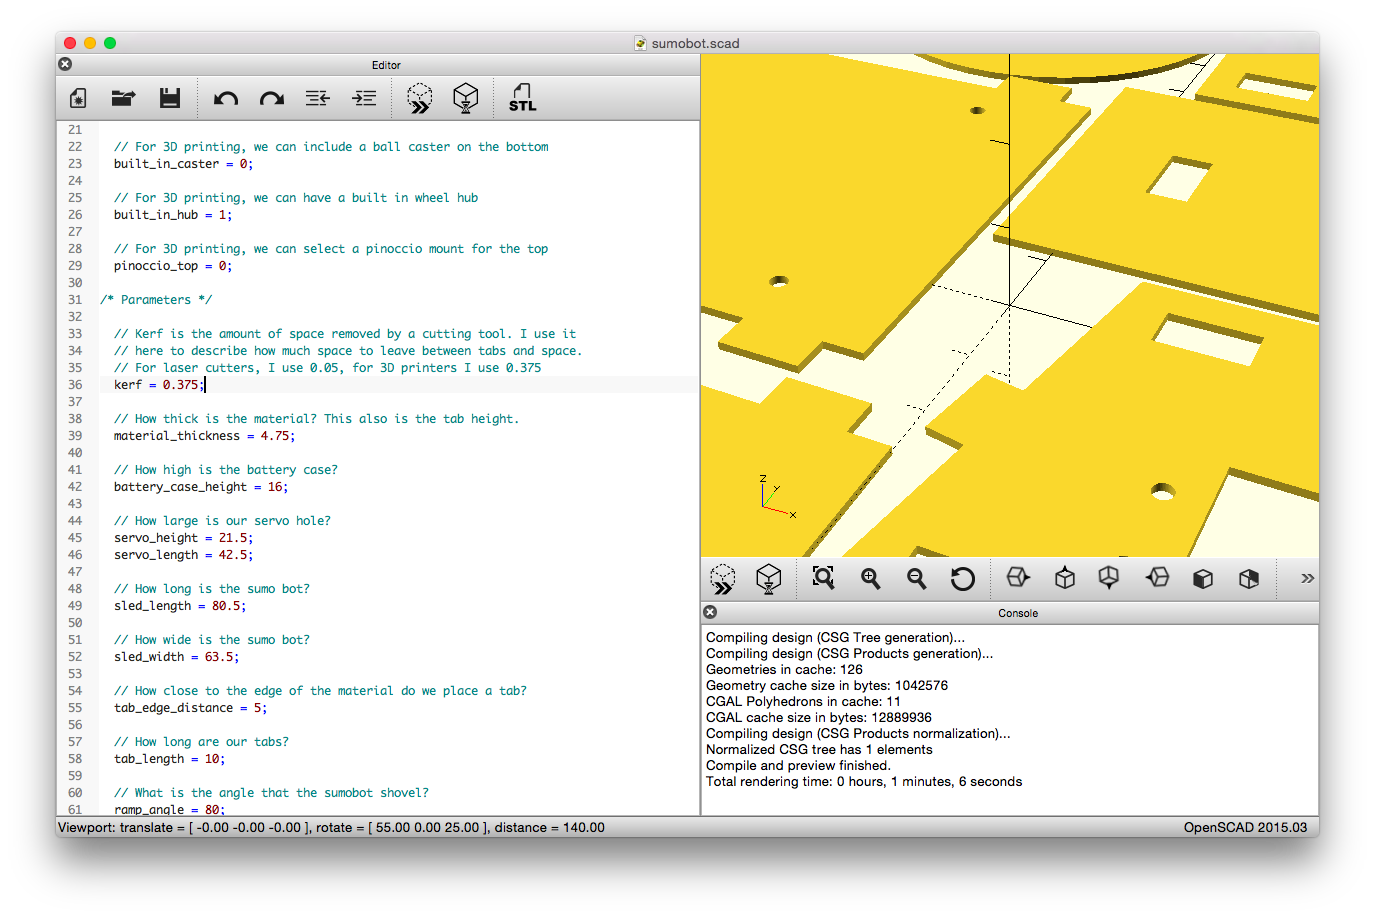 sumobot.scad
Editor
STL
21
22 // For 3D printing, we can include a ball caster on the bottom
23 built_in_caster = 0;
24
25 // For 3D printing, we can have a built in wheel hub
26 built_in_hub = 1;
27
28 // For 3D printing, we can select a pinoccio mount for the top
29 pinoccio_top = 0;
30
31 /* Parameters */
32
33 // Kerf is the amount of space removed by a cutting tool. I use it
34 // here to describe how much space to leave between tabs and space.
35 // For laser cutters, I use 0.05, for 3D printers I use 0.375
36 kerf = 0.375;
37
38 // How thick is the material? This also is the tab height.
39 material_thickness = 4.75;
40
41 // How high is the battery case?
42 battery_case_height = 16;
43
44 // How large is our servo hole?
45 servo_height = 21.5;
46 servo_length = 42.5;
47
48 // How long is the sumo bot?
49 sled_length = 80.5;
50
51 // How wide is the sumo bot?
52 sled_width = 63.5;
53
54 // How close to the edge of the material do we place a tab?
55 tab_edge_distance = 5;
56
57 // How long are our tabs?
58 tab_length = 10;
59
60 // What is the angle that the sumobot shovel?
61 ramp_angle = 80;
Z
Y
X
»
Console
Compiling design (CSG Tree generation)...
Compiling design (CSG Products generation)...
Geometries in cache: 126
Geometry cache size in bytes: 1042576
CGAL Polyhedrons in cache: 11
CGAL cache size in bytes: 12889936
Compiling design (CSG Products normalization)...
Normalized CSG tree has 1 elements
Compile and preview finished.
Total rendering time: 0 hours, 1 minutes, 6 seconds
Viewport: translate = [ -0.00 -0.00 -0.00 ], rotate = [ 55.00 0.00 25.00 ], distance = 140.00
OpenSCAD 2015.03